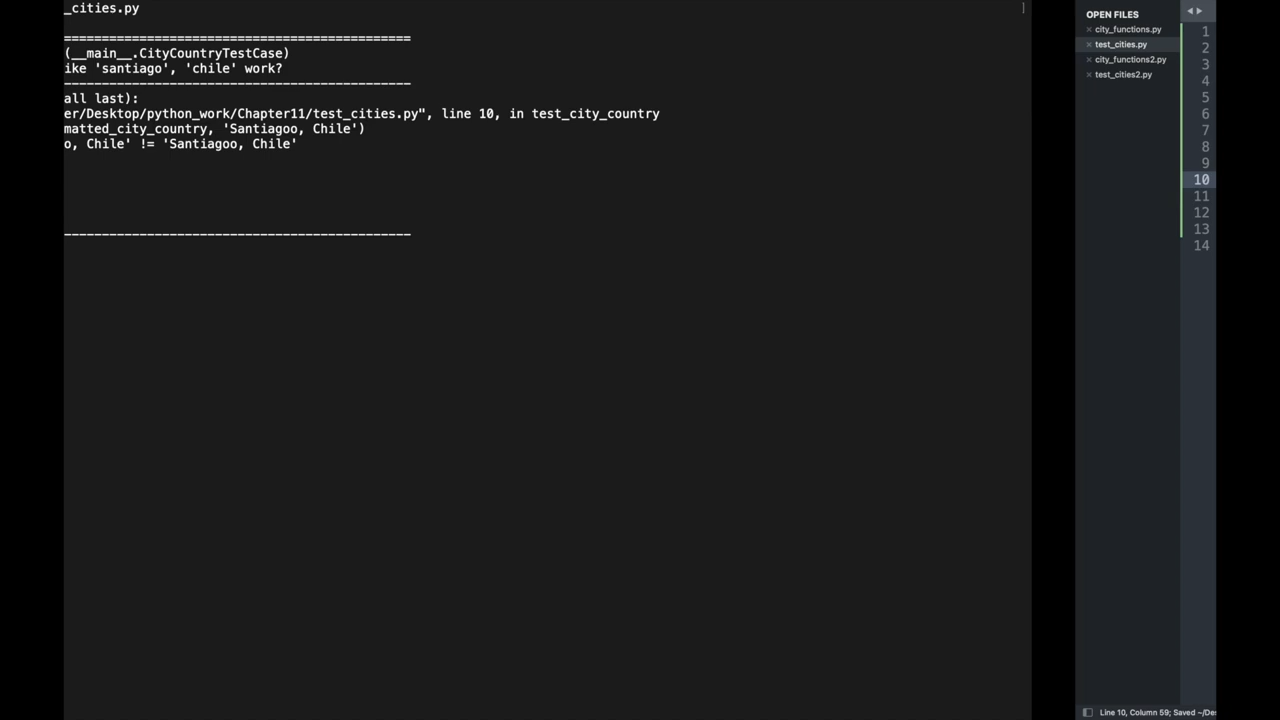 _cities.py
]
===============================================
(__main__.CityCountryTestCase)
ike 'santiago', 'chile' work?
----------------------------------------------
all last):
er/Desktop/python_work/Chapter11/test_cities.py", line 10, in test_city_country
matted_city_country, 'Santiagoo, Chile')
o, Chile' != 'Santiagoo, Chile'
----------------------------------------------
OPEN FILES
city_functions.py
test_cities.py
city_functions2.py
test_cities2.py
1
2
3
4
5
6
7
8
9
10
11
12
13
14
Line 10, Column 59; Saved ~/Des